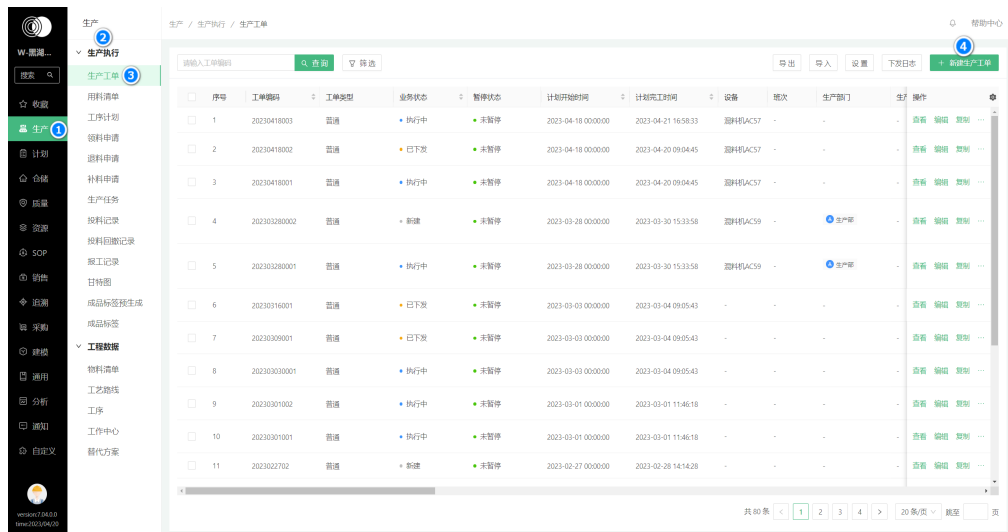 生产
生产 / 生产执行 / 生产工单
帮助中心
W-黑湖...
搜索
收藏
生产
计划
仓储
质量
资源
SOP
销售
追溯
采购
建模
通用
分析
通知
自定义
version:7.04.0.0
time:2023/04/20
1
2
生产执行
生产工单
3
用料清单
工序计划
领料申请
退料申请
补料申请
生产任务
投料记录
投料回撤记录
报工记录
甘特图
成品标签预生成
成品标签
工程数据
物料清单
工艺路线
工序
工作中心
替代方案
请输入工单编码
查询
筛选
导出
导入
设置
下发日志
4
+ 新建生产工单
序号 工单编码 工单类型 业务状态 暂停状态 计划开始时间 计划完工时间 设备 班次 生产部门 生产 操作
1 20230418003 普通 执行中 未暂停 2023-04-18 00:00:00 2023-04-21 16:58:33 混料机AC57 - - - 查看 编辑 复制 ···
2 20230418002 普通 已下发 未暂停 2023-04-18 00:00:00 2023-04-20 09:04:45 混料机AC57 - - - 查看 编辑 复制 ···
3 20230418001 普通 执行中 未暂停 2023-04-18 00:00:00 2023-04-20 09:04:45 混料机AC57 - - - 查看 编辑 复制 ···
4 202303280002 普通 新建 未暂停 2023-03-28 00:00:00 2023-03-30 15:33:58 混料机AC59 - 生产部 - 查看 编辑 复制 ···
5 202303280001 普通 执行中 未暂停 2023-03-28 00:00:00 2023-03-30 15:33:58 混料机AC59 - 生产部 - 查看 编辑 复制 ···
6 20230316001 普通 已下发 未暂停 2023-03-03 00:00:00 2023-03-04 09:05:43 - - - - 查看 编辑 复制 ···
7 20230309001 普通 已下发 未暂停 2023-03-03 00:00:00 2023-03-04 09:05:43 - - - - 查看 编辑 复制 ···
8 202303030001 普通 执行中 未暂停 2023-03-03 00:00:00 2023-03-04 09:05:43 - - - - 查看 编辑 复制 ···
9 20230301002 普通 执行中 未暂停 2023-03-01 00:00:00 2023-03-01 11:46:18 - - - - 查看 编辑 复制 ···
10 20230301001 普通 执行中 未暂停 2023-03-01 00:00:00 2023-03-01 11:46:18 - - - - 查看 编辑 复制 ···
11 2023022702 普通 新建 未暂停 2023-02-27 00:00:00 2023-02-28 14:14:28 - - - - 查看 编辑 复制 ···
共 80 条 < 1 2 3 4 > 20 条/页 跳至 页